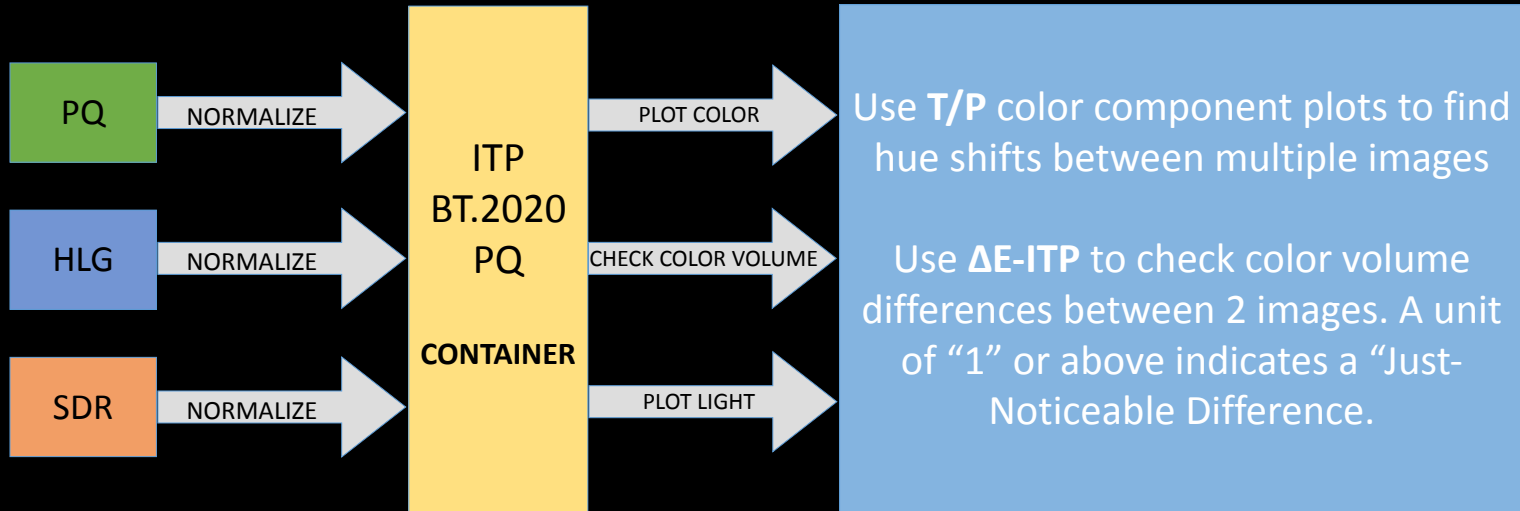 PQ
NORMALIZE
HLG
NORMALIZE
SDR
NORMALIZE
ITP
BT.2020
PQ
CONTAINER
PLOT COLOR
CHECK COLOR VOLUME
PLOT LIGHT
Use T/P color component plots to find
hue shifts between multiple images
Use ΔE-ITP to check color volume
differences between 2 images. A unit
of “1” or above indicates a “Just-
Noticeable Difference.